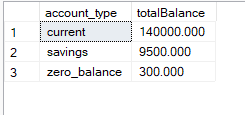 account_type totalBalance
1 current 140000.000
2 savings 9500.000
3 zero_balance 300.000